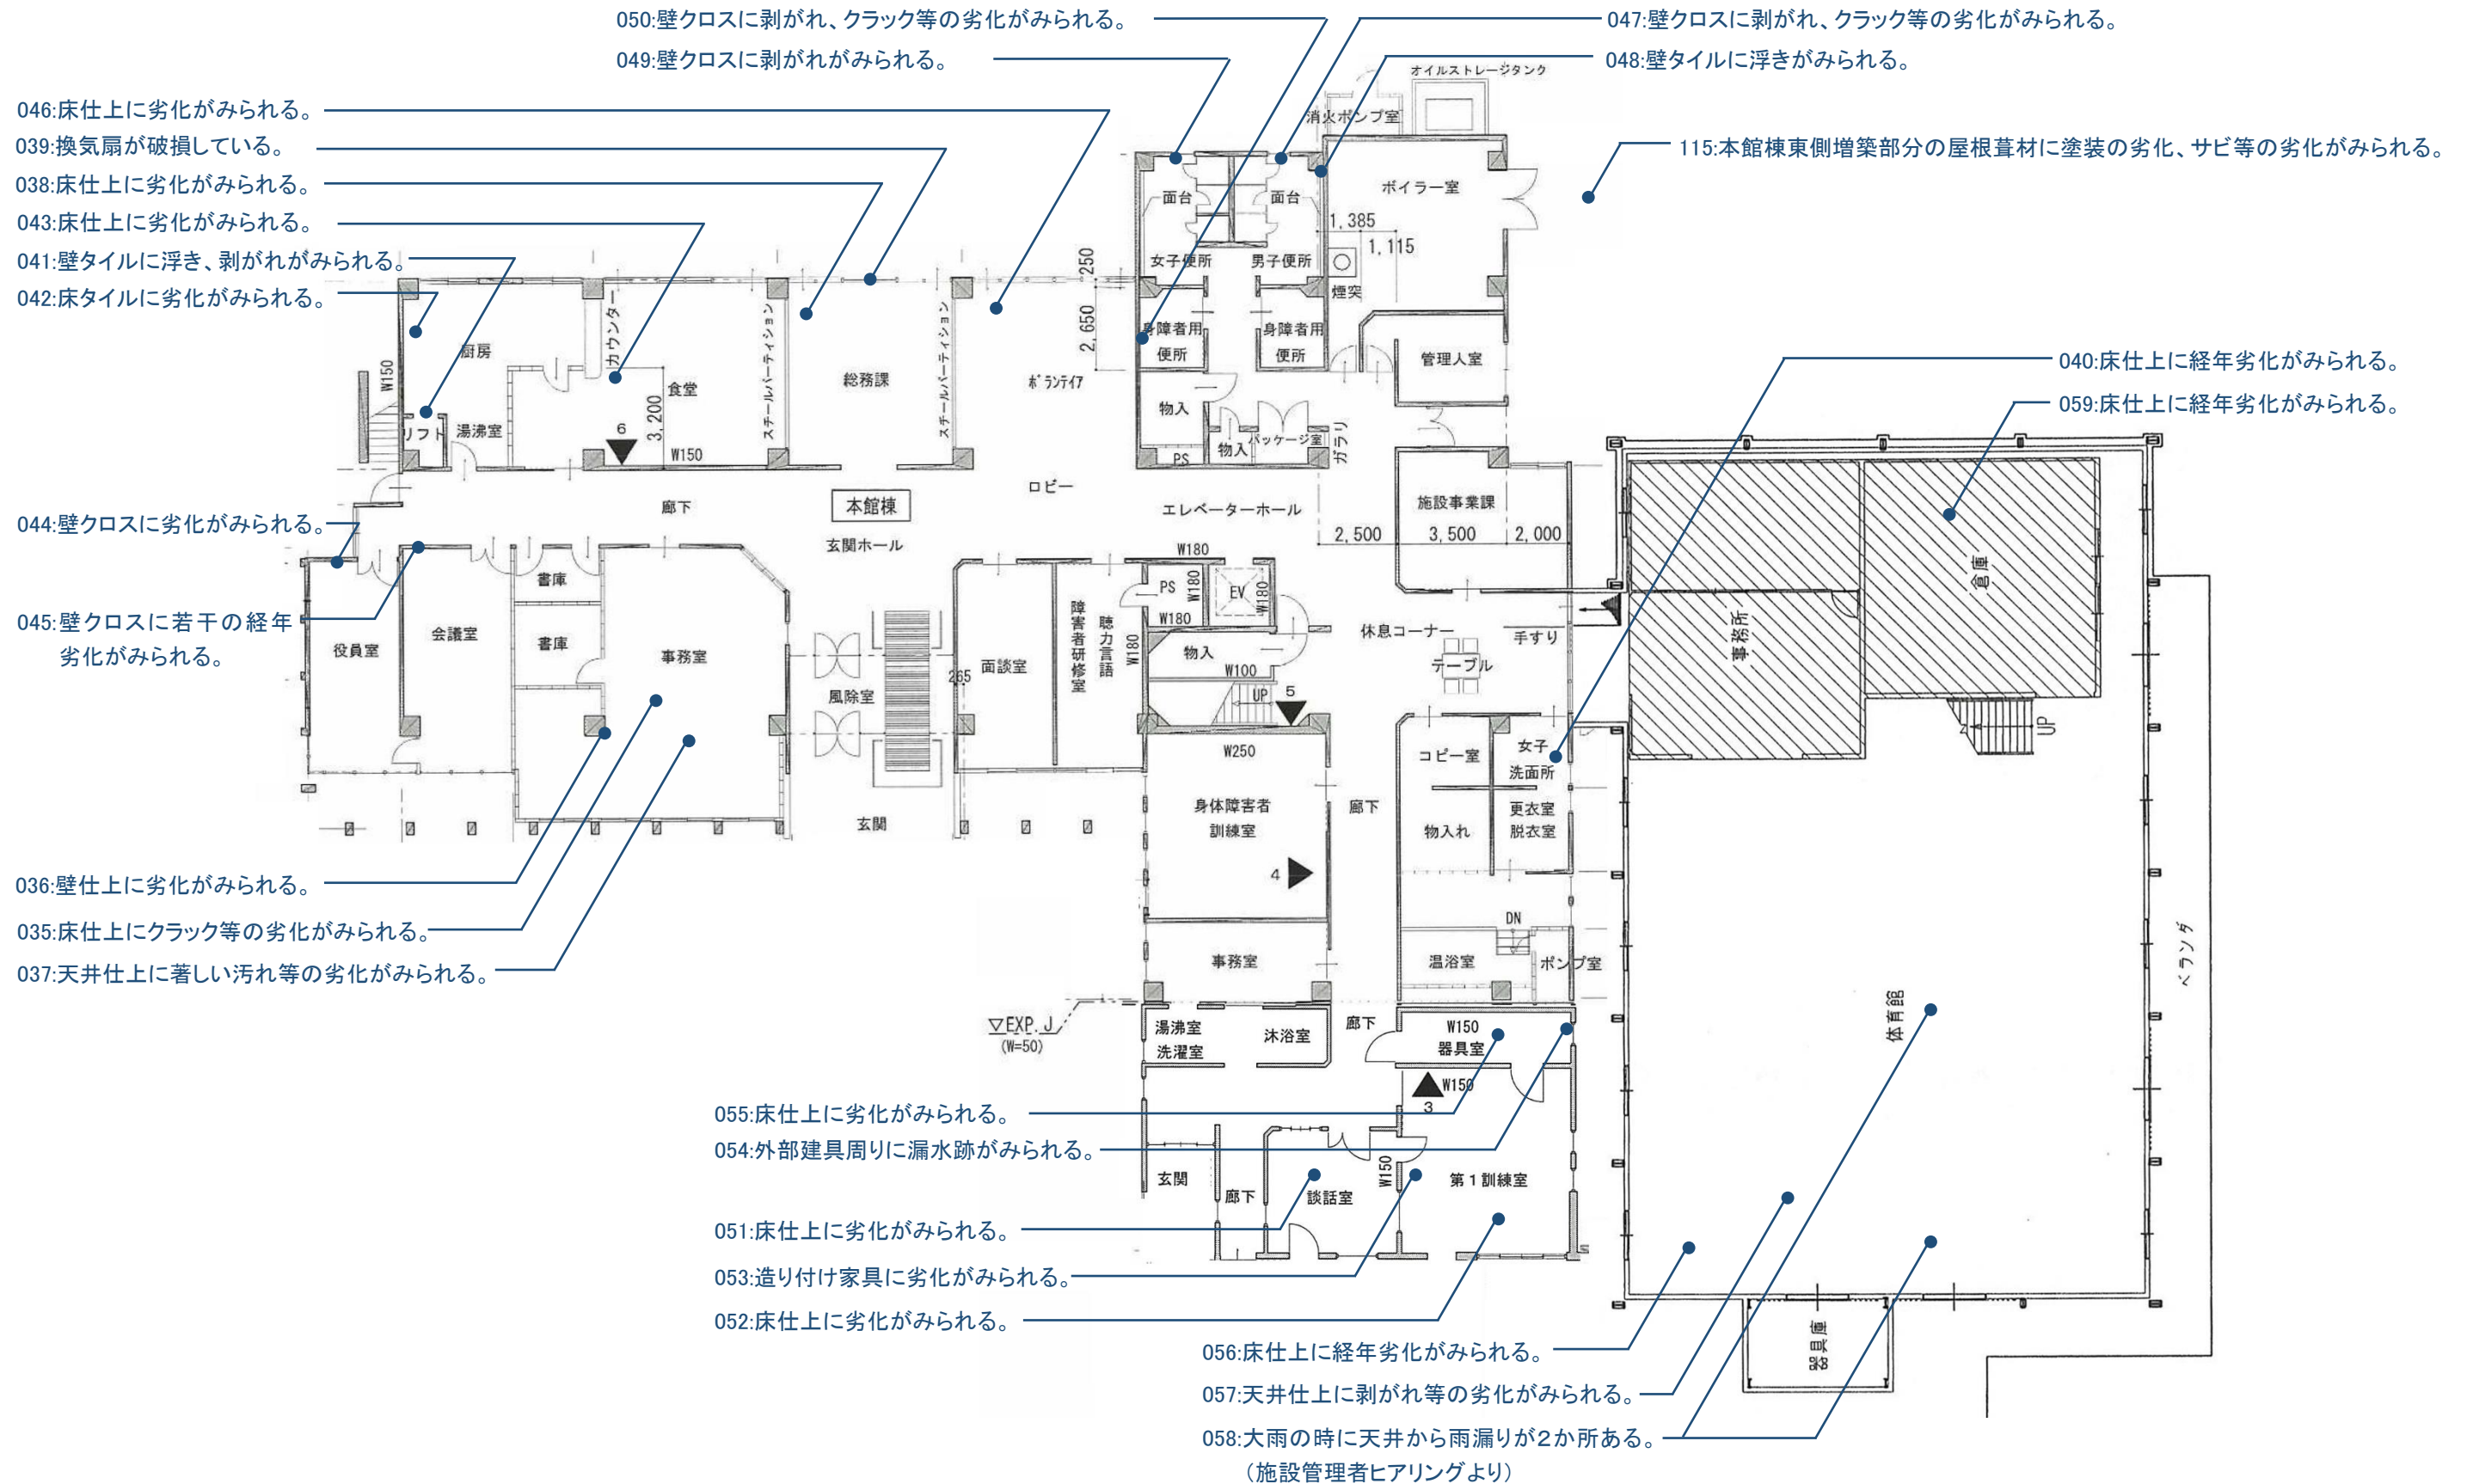 050:壁クロスに剥がれ、クラック等の劣化がみられる。
047:壁クロスに剥がれ、クラック等の劣化がみられる。
049:壁クロスに剥がれがみられる。
048:壁タイルに浮きがみられる。
オイルストレージタンク
消火ポンプ室
046:床仕上に劣化がみられる。
039:換気扇が破損している。
115:本館棟東側増築部分の屋根葺材に塗装の劣化、サビ等の劣化がみられる。
038:床仕上に劣化がみられる。
043:床仕上に劣化がみられる。
041:壁タイルに浮き、剥がれがみられる。
042:床タイルに劣化がみられる。
面台
面台
ボイラー室
1,385
1,115
女子便所
男子便所
煙突
250
2,650
身障者用
便所
身障者用
便所
管理人室
W150
厨房
カウンター
食堂
3,200
スチールパーティション
総務課
スチールパーティション
ボランテイア
物入
物入
パッケージ室
PS
ガラリ
リフト
湯沸室
6
W150
040:床仕上に経年劣化がみられる。
059:床仕上に経年劣化がみられる。
廊下
本館棟
ロビー
玄関ホール
エレベーターホール
施設事業課
2,500
3,500
2,000
倉庫
事務所
UP
044:壁クロスに劣化がみられる。
045:壁クロスに若干の経年
劣化がみられる。
役員室
会議室
書庫
書庫
事務室
風除室
265
面談室
聴力言語
障害者研修室
W180
PS
W180
W180
W180
EV
W180
物入
W100
UP
5
休息コーナー
テーブル
手すり
W250
身体障害者
訓練室
4
廊下
コピー室
女子
洗面所
物入れ
更衣室
脱衣室
玄関
036:壁仕上に劣化がみられる。
035:床仕上にクラック等の劣化がみられる。
037:天井仕上に著しい汚れ等の劣化がみられる。
事務室
DN
温浴室
ポンプ室
体育館
ベランダ
▽EXP.J
(W=50)
湯沸室
洗濯室
沐浴室
廊下
W150
器具室
W150
3
055:床仕上に劣化がみられる。
054:外部建具周りに漏水跡がみられる。
玄関
廊下
談話室
W150
第1訓練室
051:床仕上に劣化がみられる。
053:造り付け家具に劣化がみられる。
052:床仕上に劣化がみられる。
器具庫
056:床仕上に経年劣化がみられる。
057:天井仕上に剥がれ等の劣化がみられる。
058:大雨の時に天井から雨漏りが2か所ある。
(施設管理者ヒアリングより)